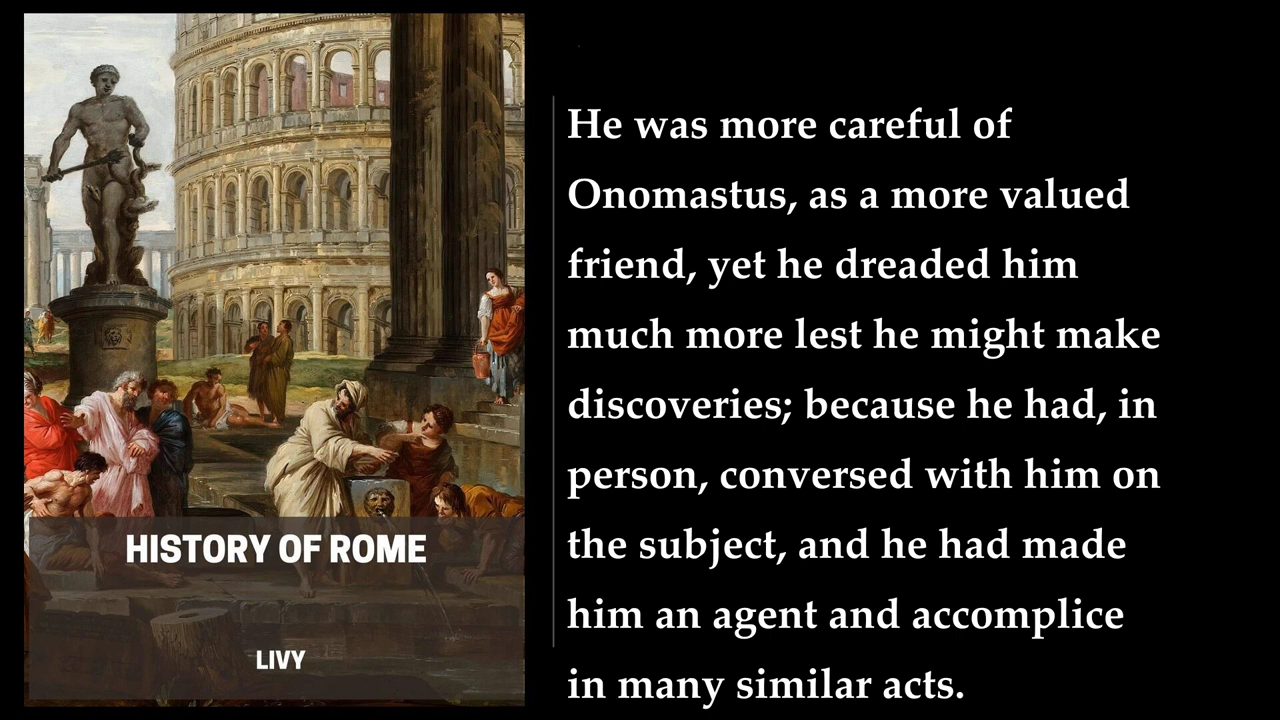 HISTORY OF ROME
LIVY
He was more careful of
Onomastus, as a more valued
friend, yet he dreaded him
much more lest he might make
discoveries; because he had, in
person, conversed with him on
the subject, and he had made
him an agent and accomplice
in many similar acts.